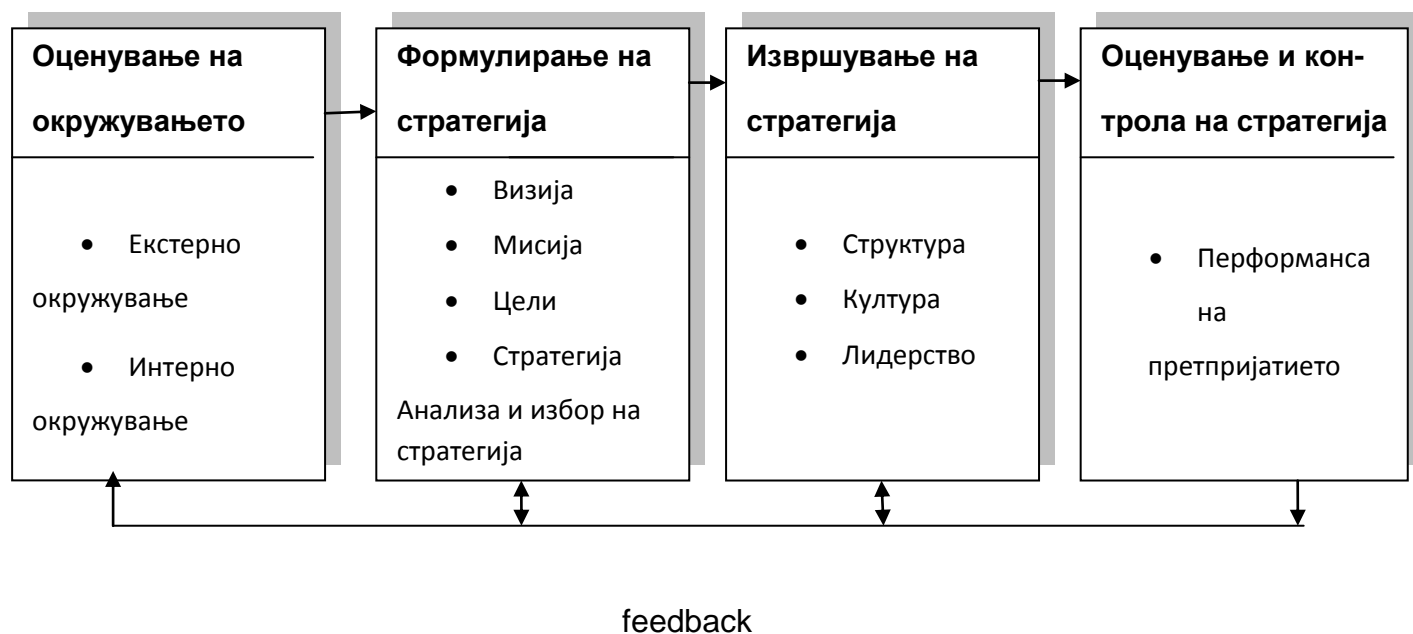 Оценување на
окружувањето
• Екстерно
окружување
• Интерно
окружување
Формулирање на
стратегија
• Визија
• Мисија
• Цели
• Стратегија
Анализа и избор на
стратегија
Извршување на
стратегија
• Структура
• Култура
• Лидерство
Оценување и кон-
трола на стратегија
• Перформанса
на
претпријатието
feedback